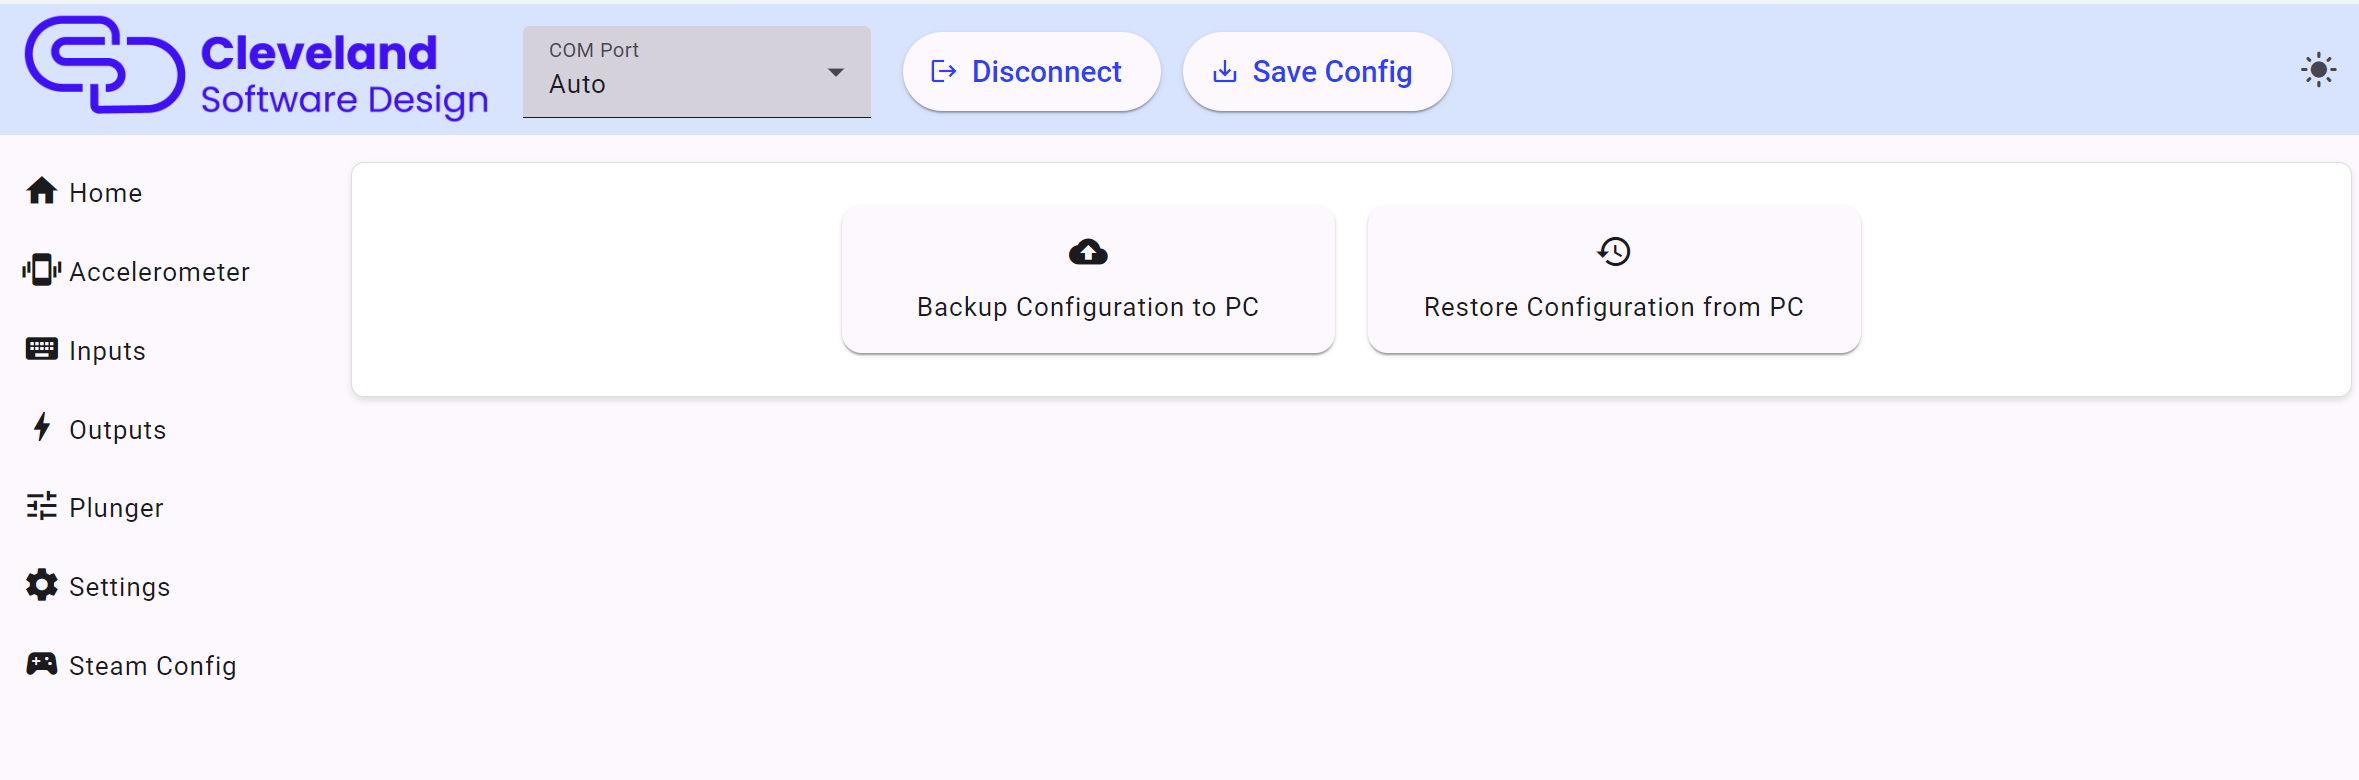 Cleveland
Software Design
COM Port
Auto
Disconnect
Save Config
Home
Accelerometer
Inputs
Outputs
Plunger
Settings
Steam Config
Backup Configuration to PC
Restore Configuration from PC